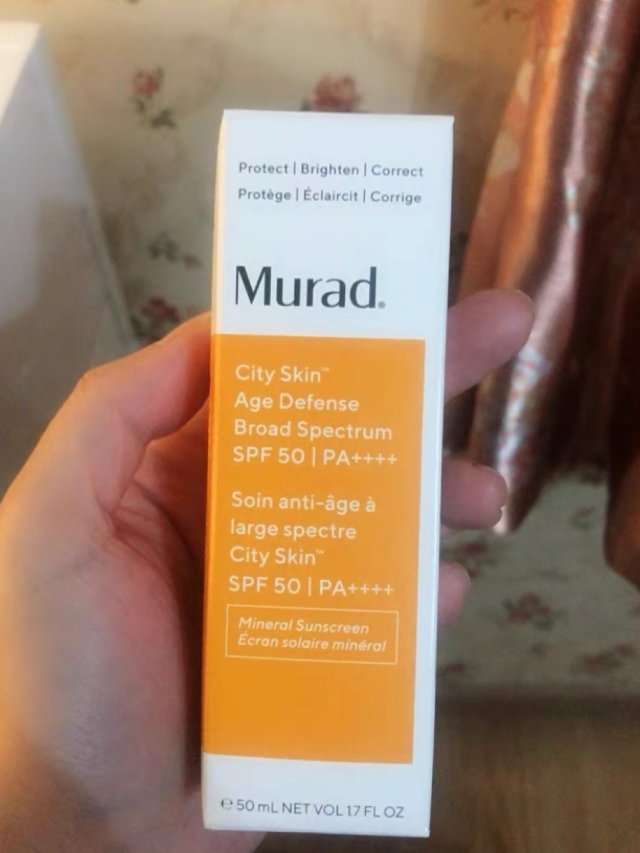 Protect | Brighten | Correct
Protège | Éclaircit | Corrige
Murad®
City Skin™
Age Defense
Broad Spectrum
SPF 50 | PA++++
Soin anti-âge à
large spectre
City Skin™
SPF 50 | PA++++
Mineral Sunscreen
Écran solaire minéral
℮ 50 mL NET VOL 1.7 FL OZ